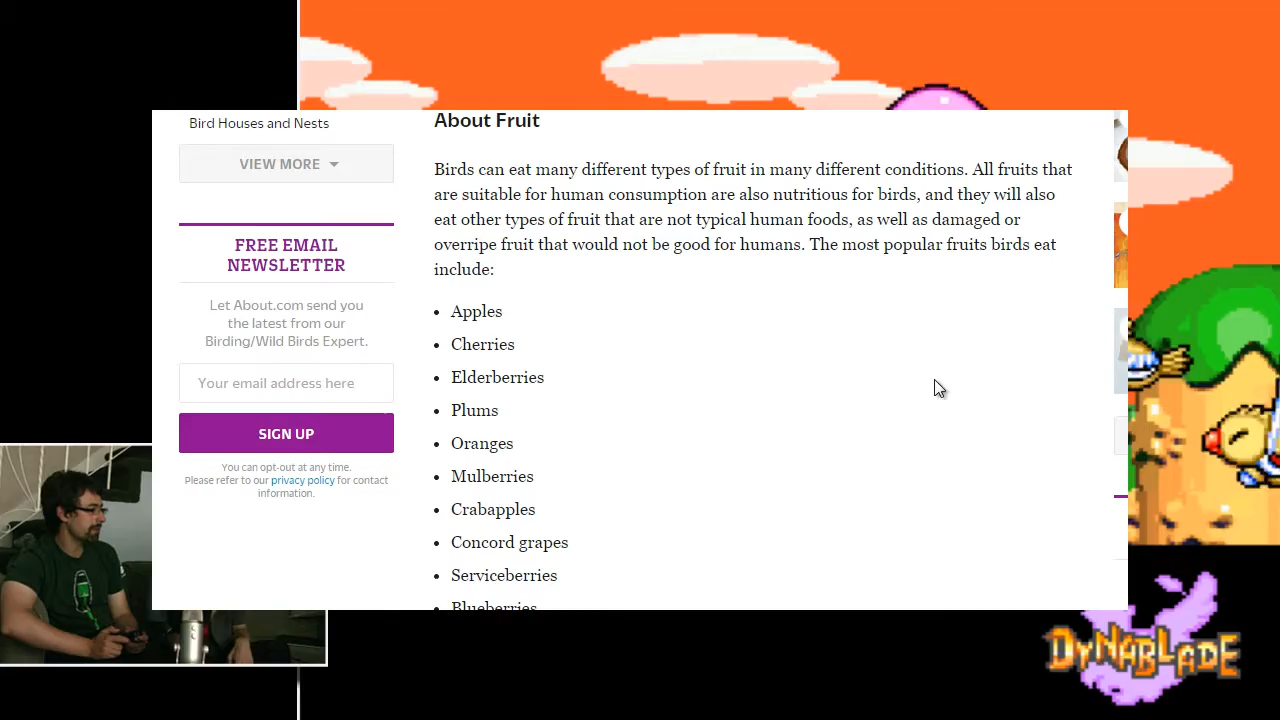 Bird Houses and Nests
VIEW MORE
FREE EMAIL
NEWSLETTER
Let About.com send you
the latest from our
Birding/Wild Birds Expert.
Your email address here
SIGN UP
You can opt-out at any time.
Please refer to our privacy policy for contact
information.
About Fruit
Birds can eat many different types of fruit in many different conditions. All fruits that
are suitable for human consumption are also nutritious for birds, and they will also
eat other types of fruit that are not typical human foods, as well as damaged or
overripe fruit that would not be good for humans. The most popular fruits birds eat
include:
• Apples
• Cherries
• Elderberries
• Plums
• Oranges
• Mulberries
• Crabapples
• Concord grapes
• Serviceberries
• Blueberries
DYNABLADE